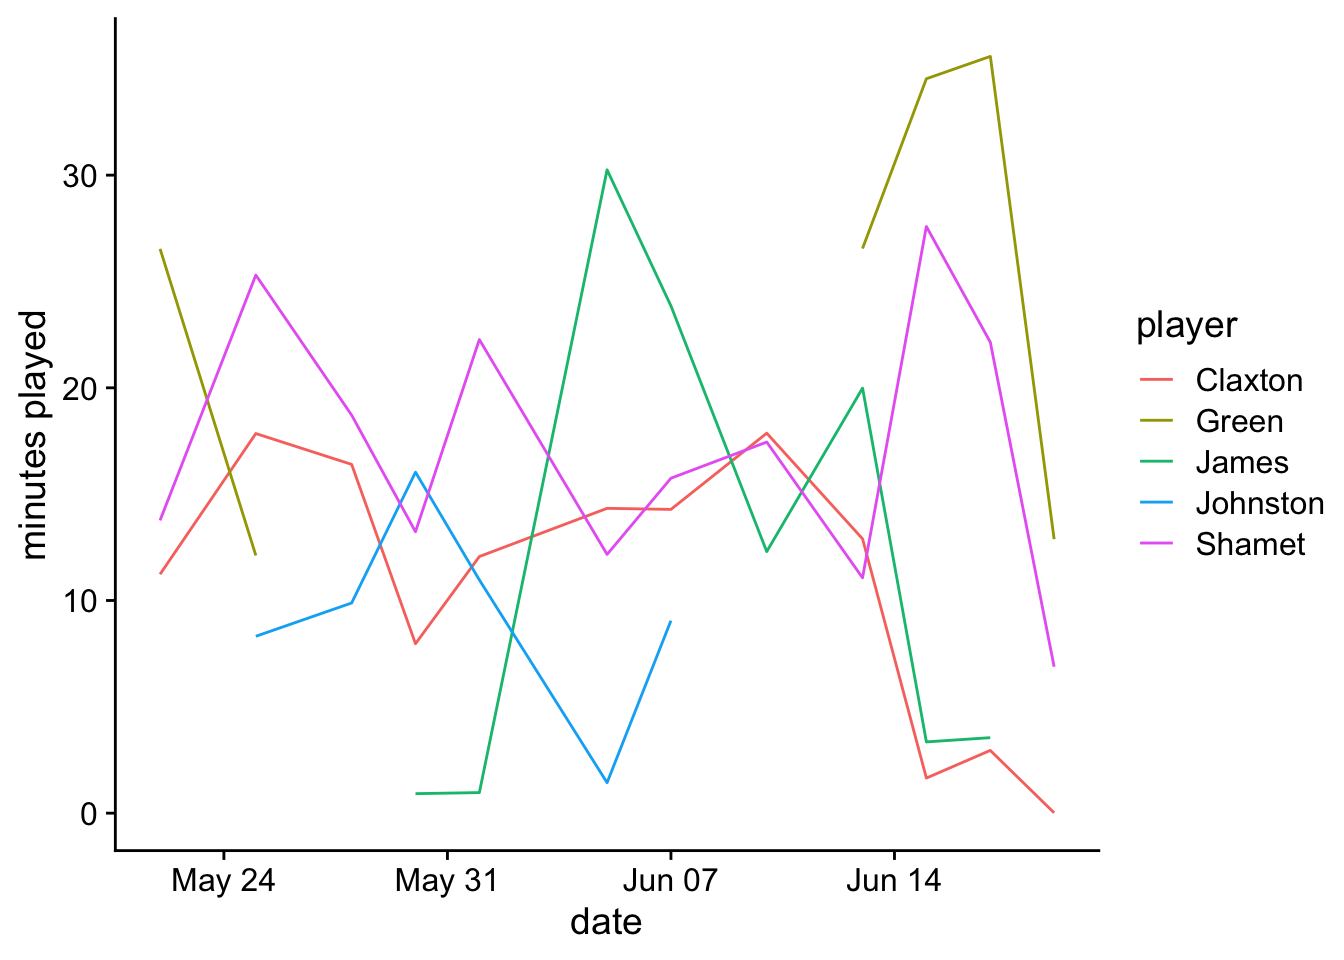 30
20
10
0
minutes played
May 24
May 31
Jun 07
Jun 14
date
player
Claxton
Green
James
Johnston
Shamet